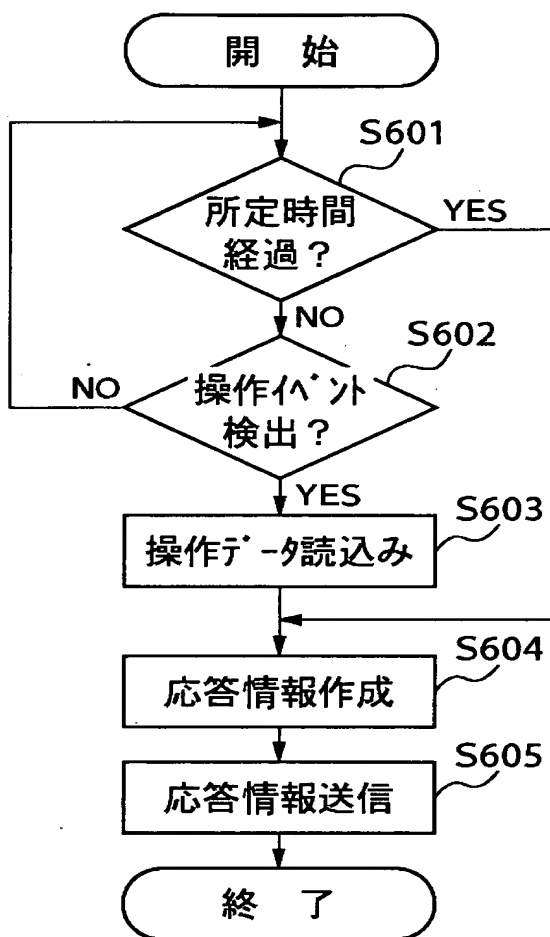 開 始
S601
所定時間
経過？
YES
NO
S602
操作ｲﾍﾞﾝﾄ
検出？
NO
YES
S603
操作ﾃﾞｰﾀ読込み
S604
応答情報作成
S605
応答情報送信
終 了